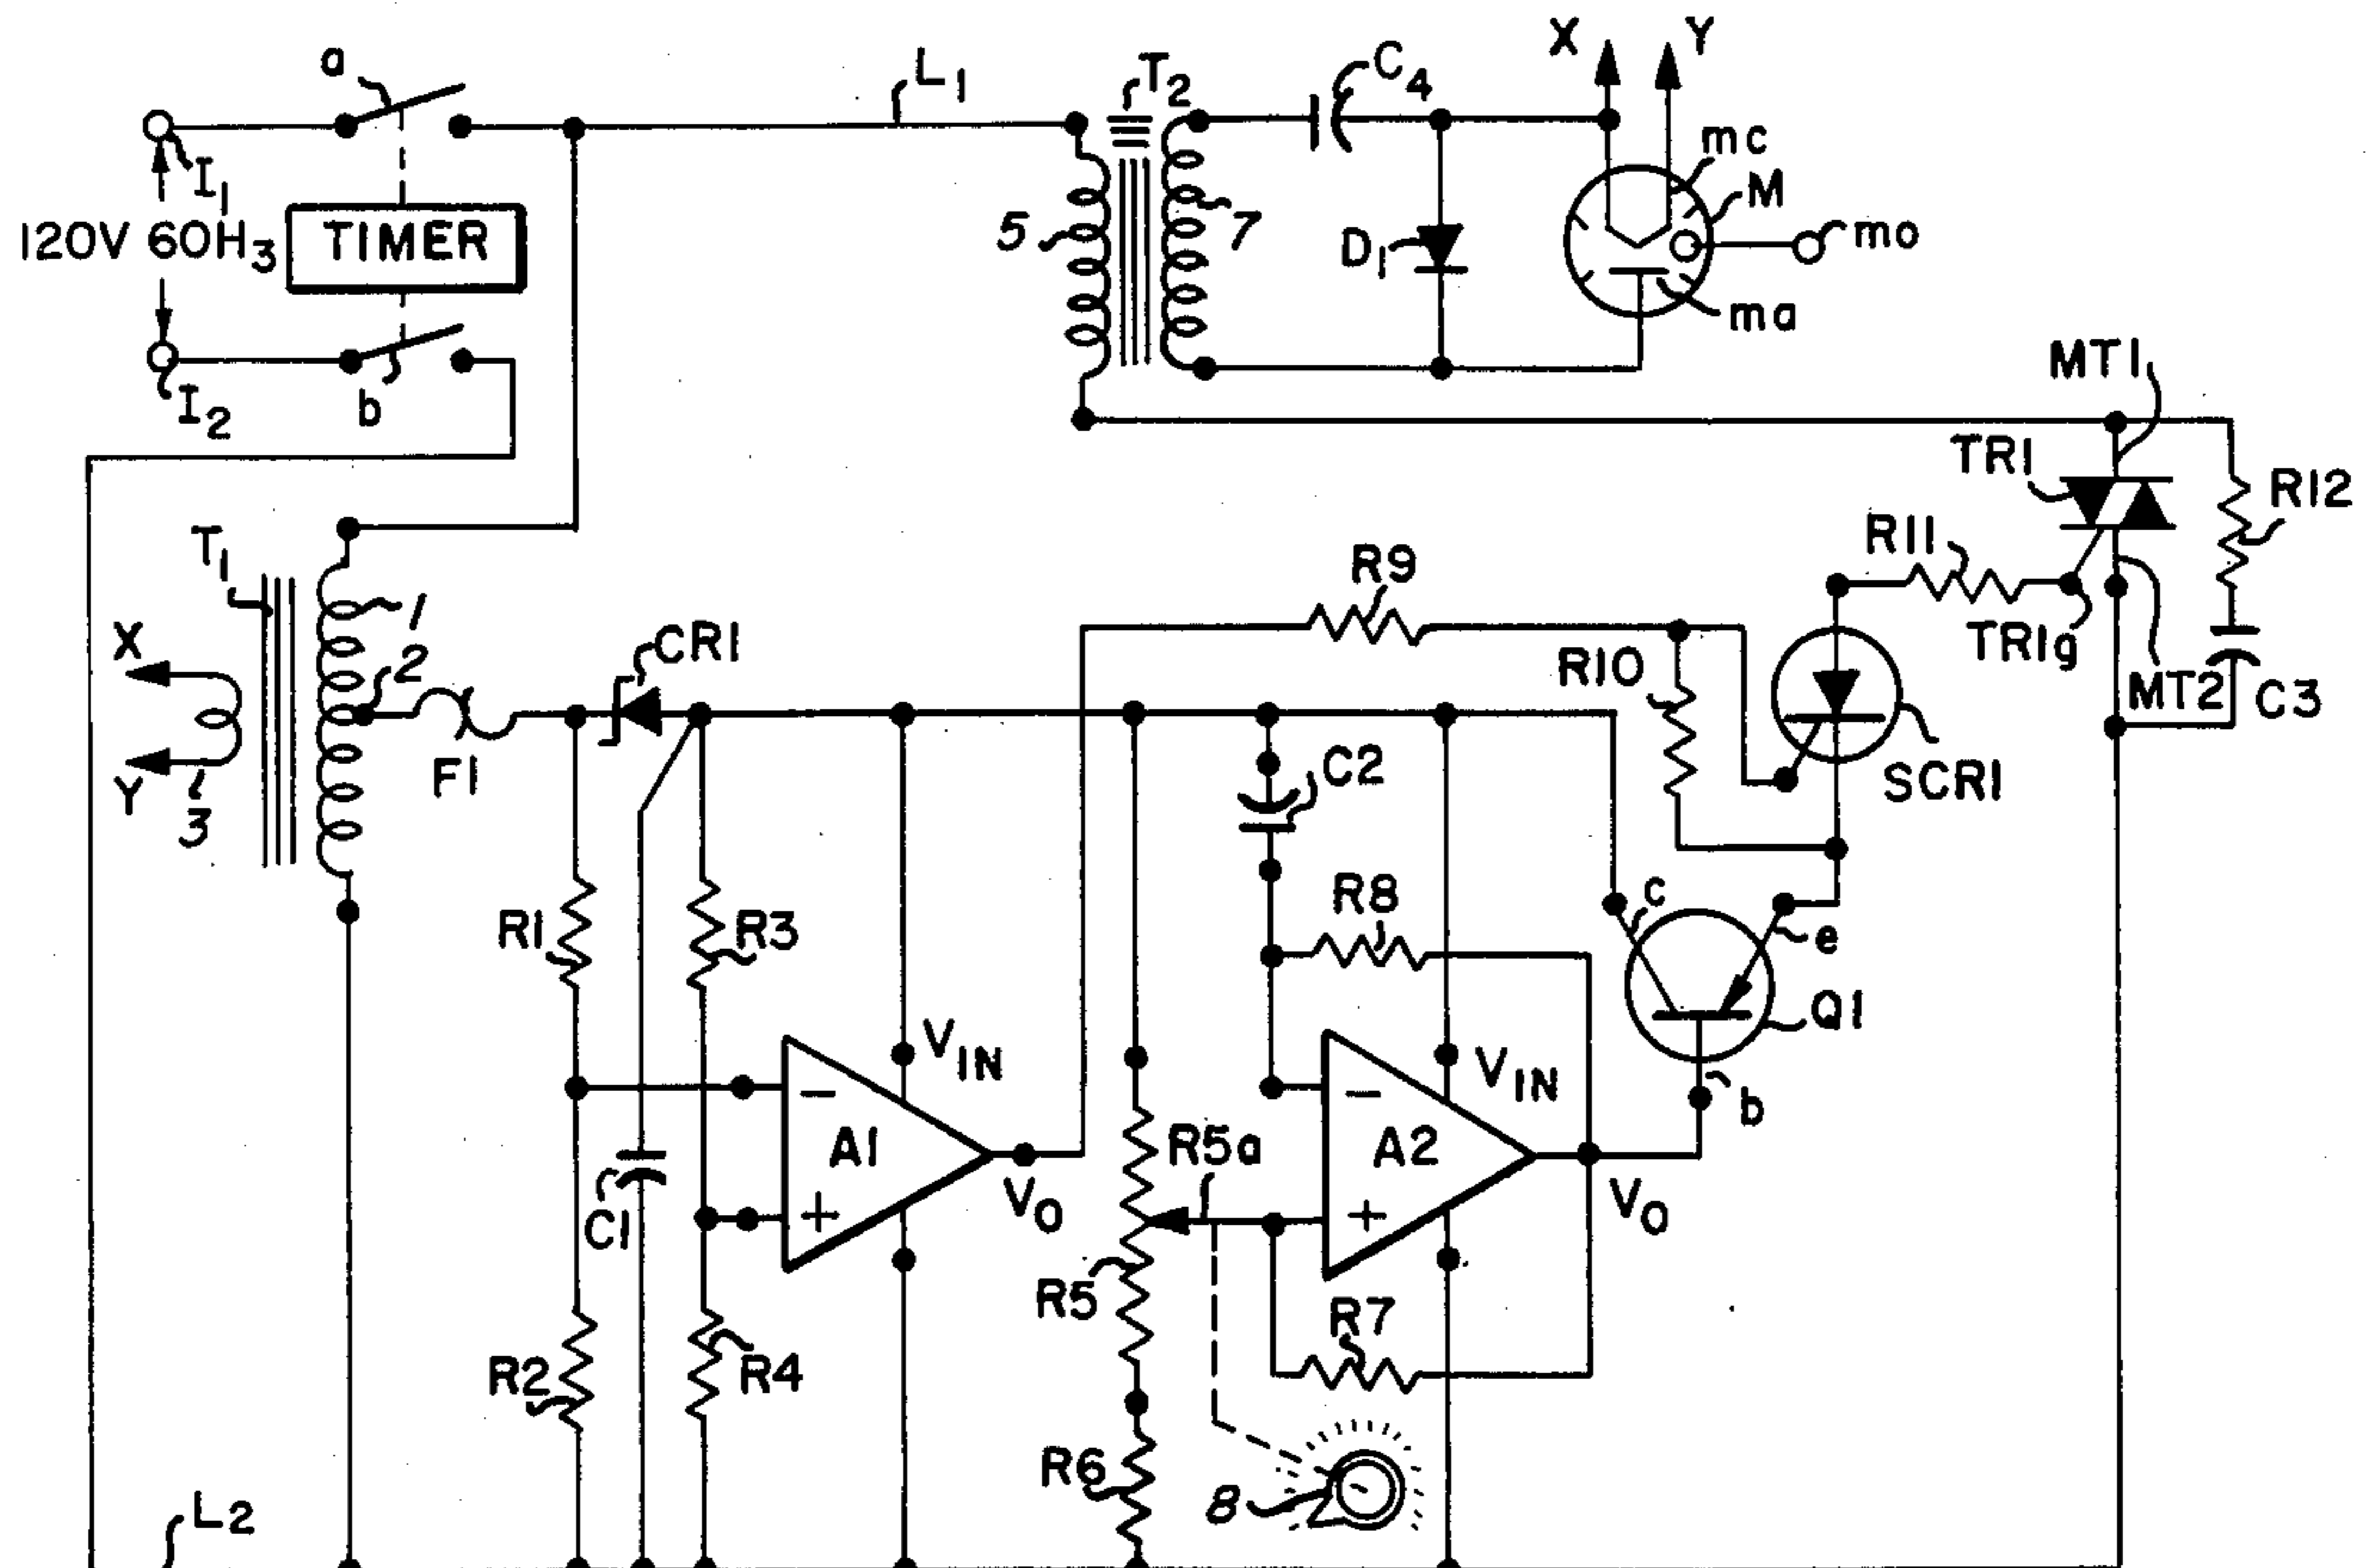 a
L1
T2
C4
X
Y
mc
M
mo
ma
I1
120V 60H3
TIMER
5
7
D1
I2
b
MT1
TR1
R12
R11
T1
1
2
X
Y
3
F1
CR1
R9
R10
TR1g
MT2
C3
SCR1
C2
R8
c
e
Q1
b
R1
R3
VIN
VIN
−
A1
+
VO
R5a
−
A2
+
VO
C1
R5
R7
R2
R4
R6
8
L2